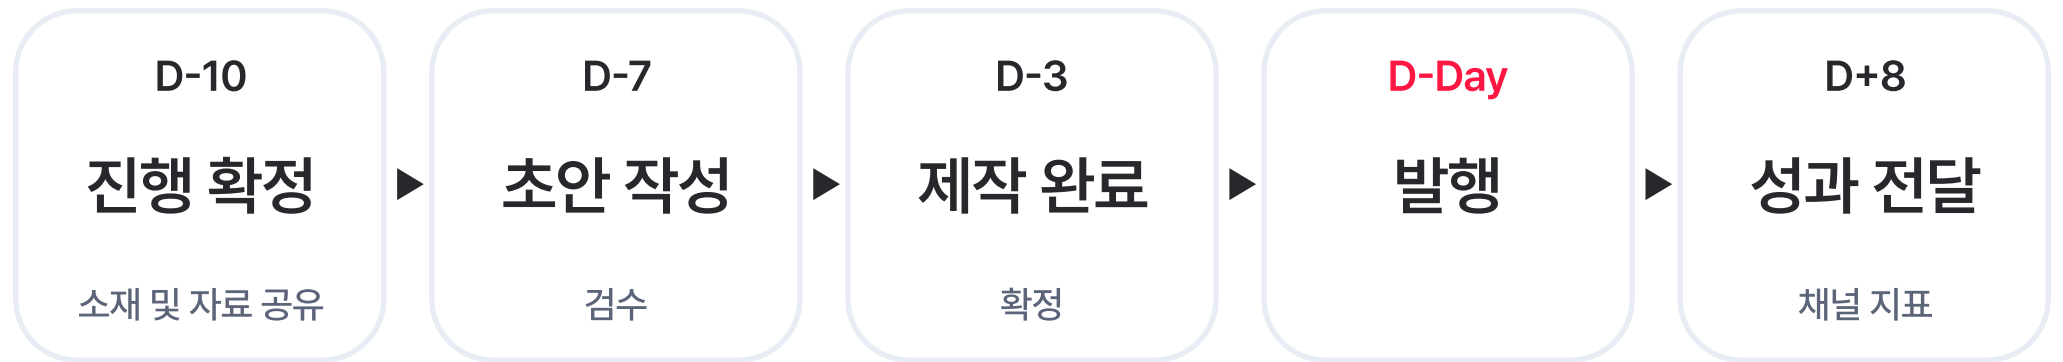 D-10
진행 확정
소재 및 자료 공유
D-7
초안 작성
검수
D-3
제작 완료
확정
D-Day
발행
D+8
성과 전달
채널 지표